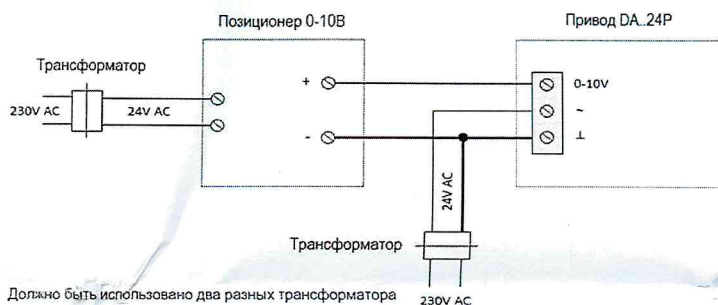 Позиционер 0-10В
Привод DA..24P
Трансформатор
230V AC
24V AC
+
-
0-10V
~
⊥
24V AC
Трансформатор
230V AC
Должно быть использовано два разных трансформатора